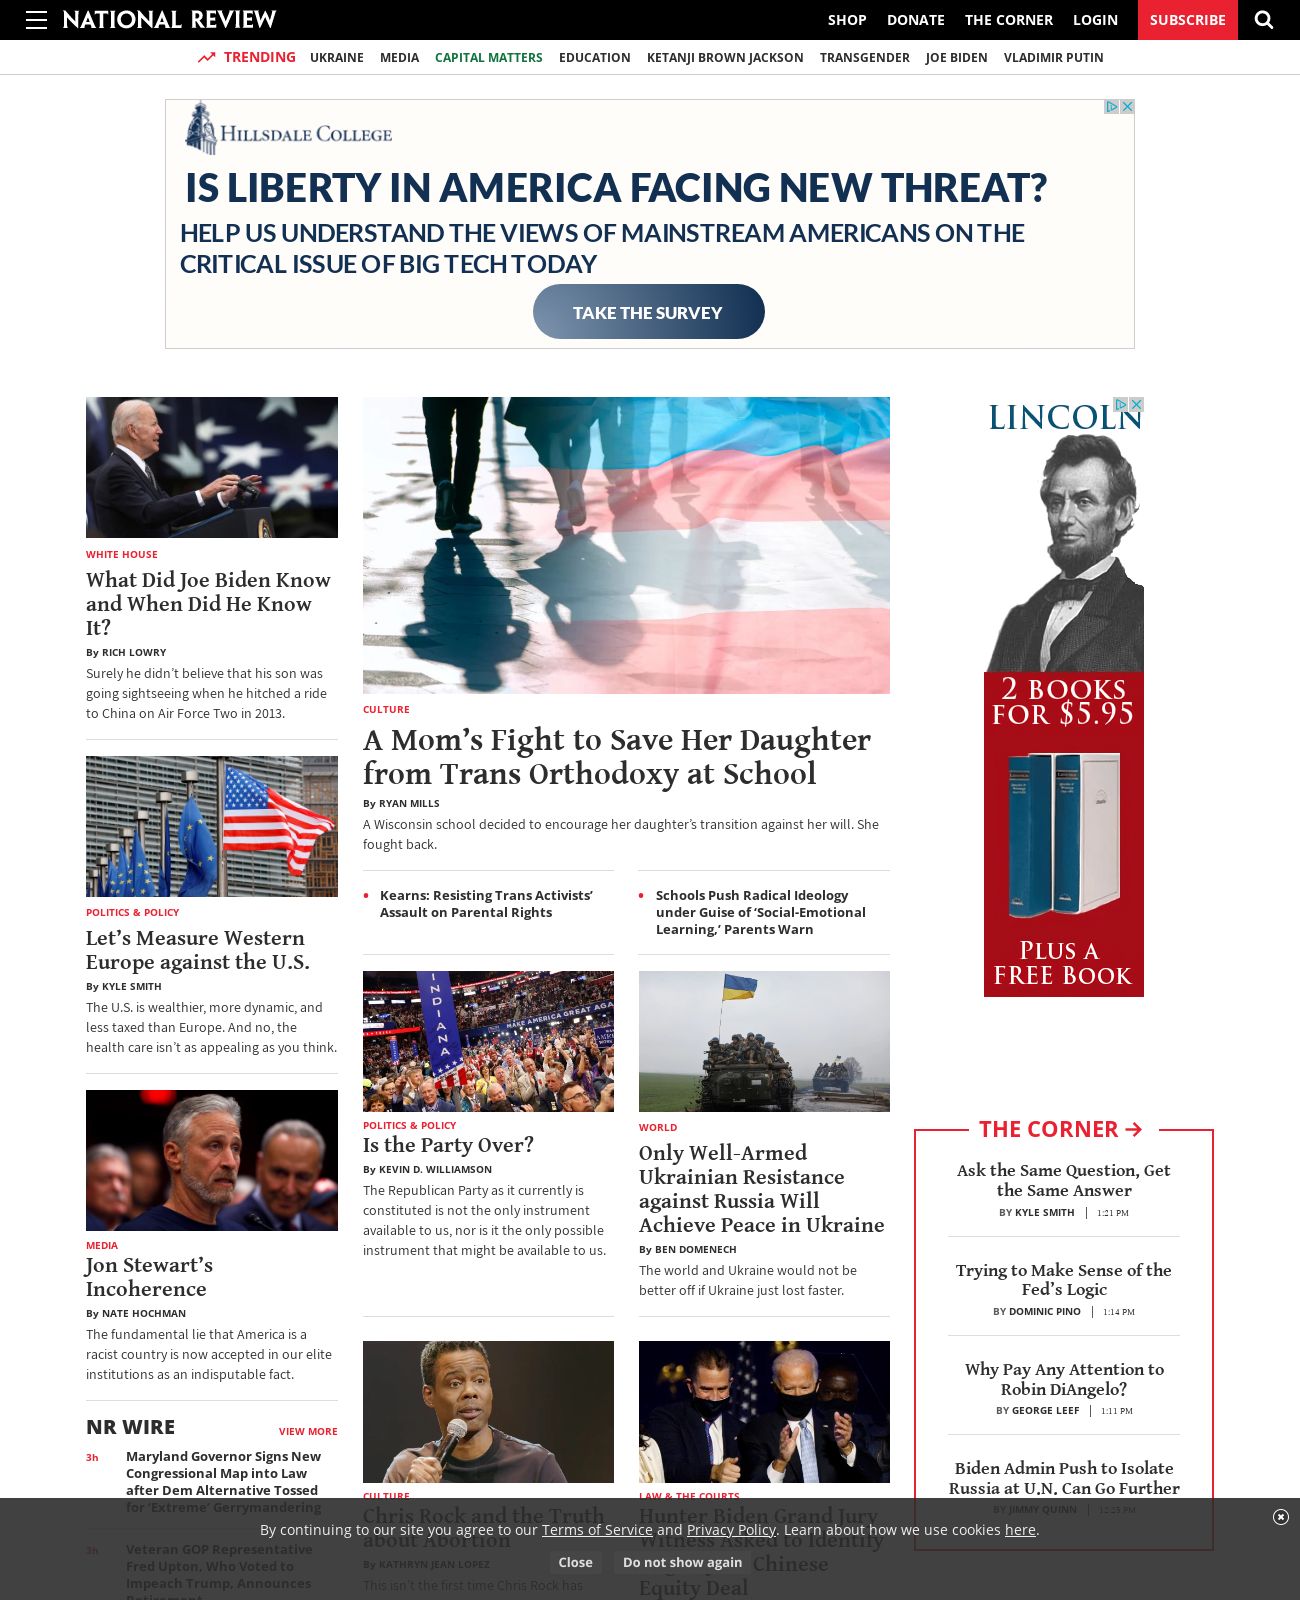 NATIONAL REVIEW
SHOP DONATE THE CORNER LOGIN SUBSCRIBE
TRENDING UKRAINE MEDIA CAPITAL MATTERS EDUCATION KETANJI BROWN JACKSON TRANSGENDER JOE BIDEN VLADIMIR PUTIN
HILLSDALE COLLEGE
IS LIBERTY IN AMERICA FACING NEW THREAT?
HELP US UNDERSTAND THE VIEWS OF MAINSTREAM AMERICANS ON THE
CRITICAL ISSUE OF BIG TECH TODAY
TAKE THE SURVEY
WHITE HOUSE
What Did Joe Biden Know
and When Did He Know
It?
By RICH LOWRY
Surely he didn’t believe that his son was
going sightseeing when he hitched a ride
to China on Air Force Two in 2013.
POLITICS & POLICY
Let’s Measure Western
Europe against the U.S.
By KYLE SMITH
The U.S. is wealthier, more dynamic, and
less taxed than Europe. And no, the
health care isn’t as appealing as you think.
MEDIA
Jon Stewart’s
Incoherence
By NATE HOCHMAN
The fundamental lie that America is a
racist country is now accepted in our elite
institutions as an indisputable fact.
NR WIRE
VIEW MORE
3h
Maryland Governor Signs New
Congressional Map into Law
after Dem Alternative Tossed
for ‘Extreme’ Gerrymandering
3h
Veteran GOP Representative
Fred Upton, Who Voted to
Impeach Trump, Announces
Retirement
CULTURE
A Mom’s Fight to Save Her Daughter
from Trans Orthodoxy at School
By RYAN MILLS
A Wisconsin school decided to encourage her daughter’s transition against her will. She
fought back.
Kearns: Resisting Trans Activists’
Assault on Parental Rights
Schools Push Radical Ideology
under Guise of ‘Social-Emotional
Learning,’ Parents Warn
INDIANA
MAKE AMERICA GREAT AGA
POLITICS & POLICY
Is the Party Over?
By KEVIN D. WILLIAMSON
The Republican Party as it currently is
constituted is not the only instrument
available to us, nor is it the only possible
instrument that might be available to us.
WORLD
Only Well-Armed
Ukrainian Resistance
against Russia Will
Achieve Peace in Ukraine
By BEN DOMENECH
The world and Ukraine would not be
better off if Ukraine just lost faster.
CULTURE
Chris Rock and the Truth
about Abortion
By KATHRYN JEAN LOPEZ
This isn’t the first time Chris Rock has
LAW & THE COURTS
Hunter Biden Grand Jury
Witness Asked to Identify
Chinese
Equity Deal
LINCOLN
2 BOOKS
FOR $5.95
PLUS A
FREE BOOK
THE CORNER
Ask the Same Question, Get
the Same Answer
BY KYLE SMITH | 1:21 PM
Trying to Make Sense of the
Fed’s Logic
BY DOMINIC PINO | 1:14 PM
Why Pay Any Attention to
Robin DiAngelo?
BY GEORGE LEEF | 1:11 PM
Biden Admin Push to Isolate
Russia at U.N. Can Go Further
BY JIMMY QUINN
By continuing to our site you agree to our Terms of Service and Privacy Policy. Learn about how we use cookies here.
Close Do not show again